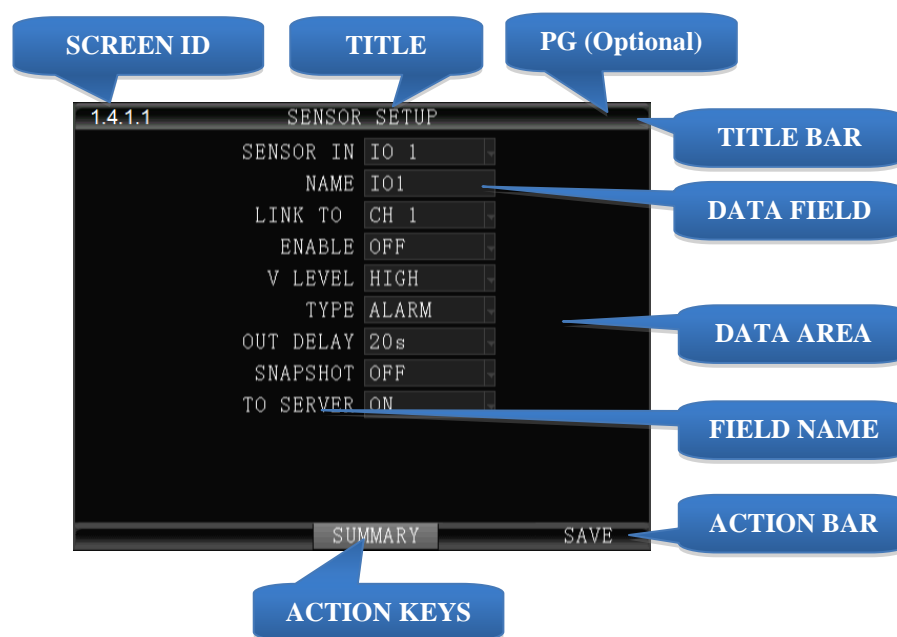 SCREEN ID
TITLE
PG (Optional)
1.4.1.1 SENSOR SETUP
TITLE BAR
SENSOR IN IO 1
NAME IO1
DATA FIELD
LINK TO CH 1
ENABLE OFF
V LEVEL HIGH
TYPE ALARM
DATA AREA
OUT DELAY 20s
SNAPSHOT OFF
TO SERVER ON
FIELD NAME
SUMMARY SAVE
ACTION BAR
ACTION KEYS